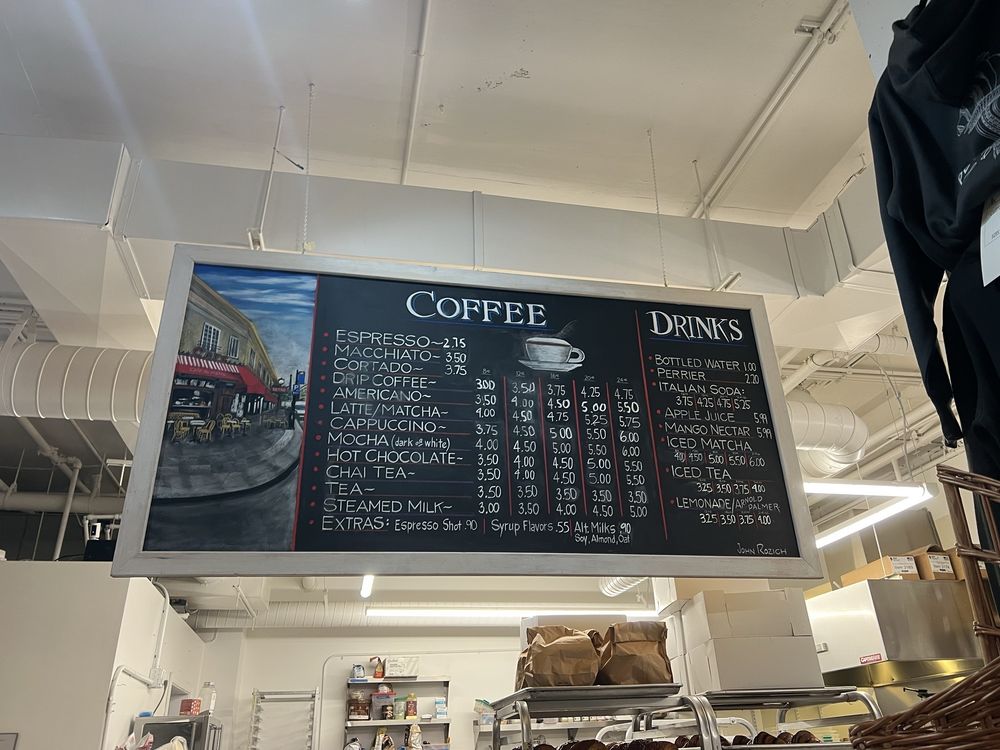 COFFEE
ESPRESSO~2.75
MACCHIATO~ 3.50
CORTADO~ 3.75
8oz 12oz 16oz 20oz 24oz
DRIP COFFEE~ 3.00 3.50 3.75 4.25 4.75
AMERICANO~ 3.50 4.00 4.50 5.00 5.50
LATTE/MATCHA~ 4.00 4.50 4.75 5.25 5.75
CAPPUCCINO~ 3.75 4.50 5.00 5.50 6.00
MOCHA (dark or white) 4.00 4.50 5.00 5.50 6.00
HOT CHOCOLATE~ 3.50 4.00 4.50 5.00 5.50
CHAI TEA~ 3.50 4.00 4.50 5.00 5.50
TEA~ 3.50 3.50 3.50 3.50 3.50
STEAMED MILK~ 3.00 3.50 4.00 4.50 5.00
EXTRAS: Espresso Shot .90 | Syrup Flavors .55 | Alt. Milks .90
Soy, Almond, Oat
DRINKS
BOTTLED WATER 1.00
PERRIER 2.20
ITALIAN SODA:
3.75 4.25 4.75 5.25
APPLE JUICE 5.99
MANGO NECTAR 5.99
ICED MATCHA
4.00 4.50 5.00 5.50 6.00
ICED TEA
3.25 3.50 3.75 4.00
LEMONADE/ARNOLD PALMER
3.25 3.50 3.75 4.00
JOHN ROZICH